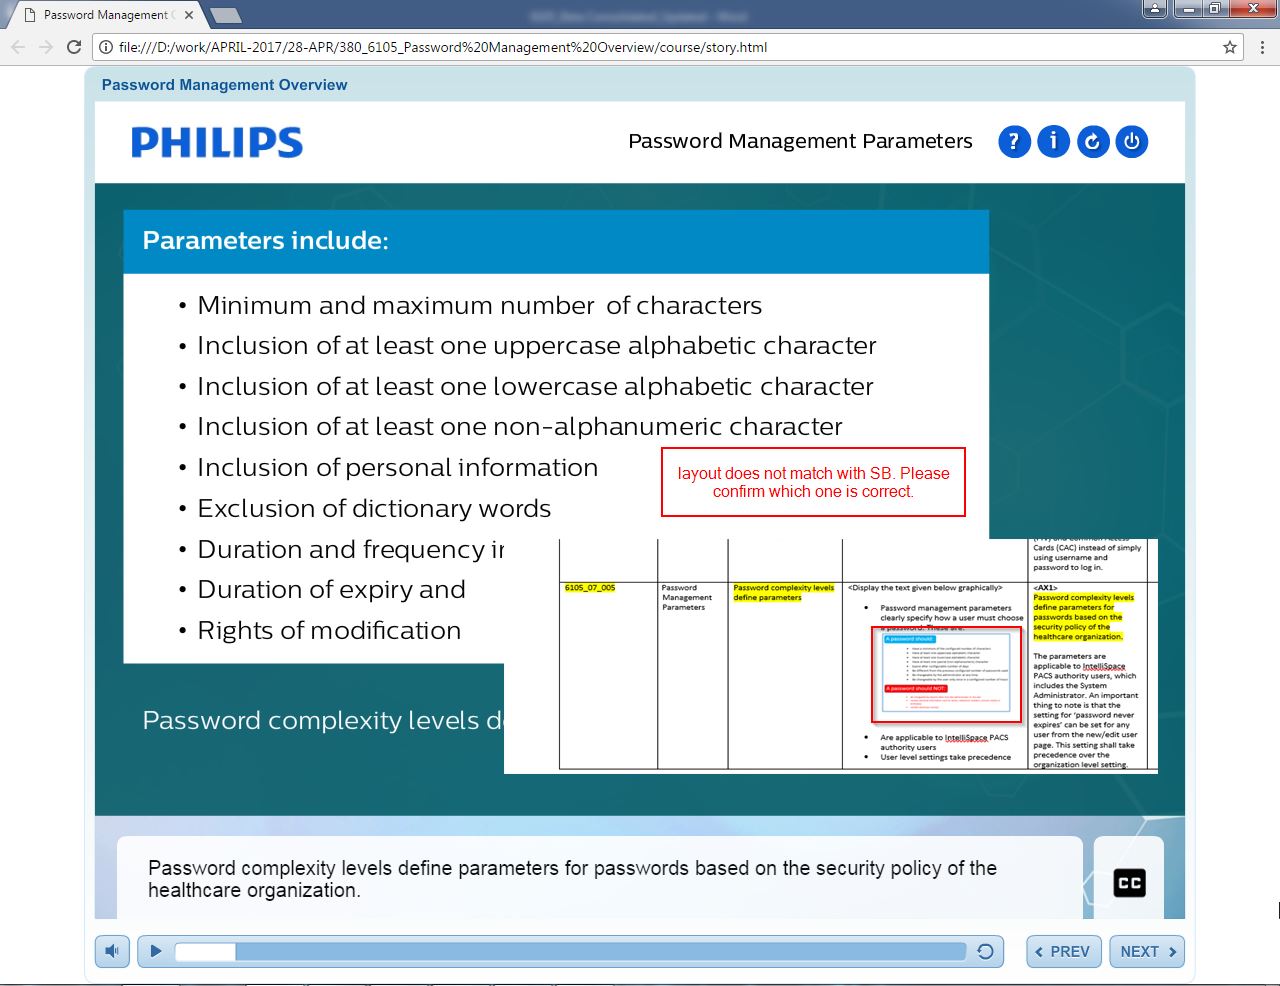 Password Management O
file:///D:/work/APRIL-2017/28-APR/380_6105_Password%20Management%20Overview/course/story.html
Password Management Overview
PHILIPS
Password Management Parameters
Parameters include:
• Minimum and maximum number of characters
• Inclusion of at least one uppercase alphabetic character
• Inclusion of at least one lowercase alphabetic character
• Inclusion of at least one non-alphanumeric character
• Inclusion of personal information
• Exclusion of dictionary words
• Duration and frequency in
• Duration of expiry and
• Rights of modification
layout does not match with SB. Please
confirm which one is correct.
Password complexity levels de
Cards (CAC) instead of simply
using username and
password to log in.
6105_07_005
Password
Management
Parameters
Password complexity levels
define parameters
<Display the text given below graphically>
• Password management parameters
clearly specify how a user must choose
a password. These are:
A password should:
A password should NOT:
• Are applicable to IntelliSpace PACS
authority users
• User level settings take precedence
<AX1>
Password complexity levels
define parameters for
passwords based on the
security policy of the
healthcare organization.
The parameters are
applicable to IntelliSpace
PACS authority users, which
includes the System
Administrator. An important
thing to note is that the
setting for 'password never
expires' can be set for any
user from the new/edit user
page. This setting shall take
precedence over the
organization level setting.
Password complexity levels define parameters for passwords based on the security policy of the
healthcare organization.
CC
PREV
NEXT